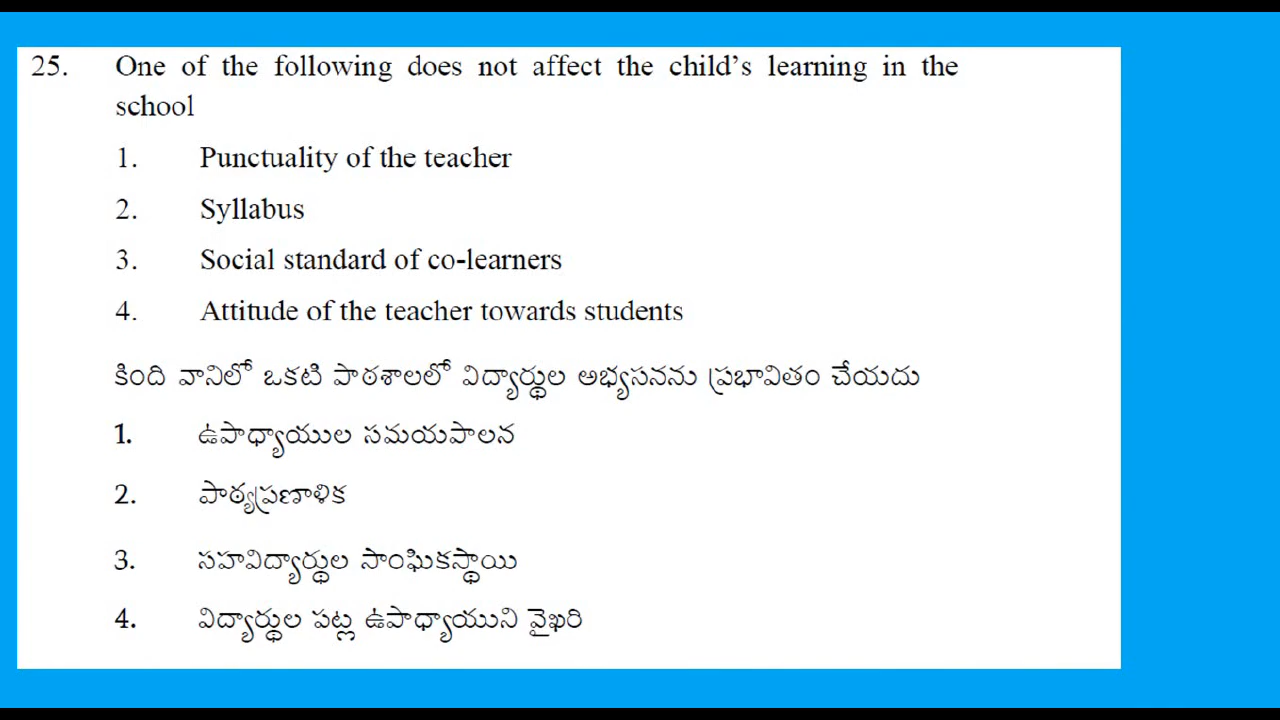 25. One of the following does not affect the child's learning in the
school
1. Punctuality of the teacher
2. Syllabus
3. Social standard of co-learners
4. Attitude of the teacher towards students
కింది వానిలో ఒకటి పాఠశాలలో విద్యార్థుల అభ్యసనను ప్రభావితం చేయదు
1. ఉపాధ్యాయుల సమయపాలన
2. పాఠ్యప్రణాళిక
3. సహవిద్యార్థుల సాంఘికస్థాయి
4. విద్యార్థుల పట్ల ఉపాధ్యాయుని వైఖరి